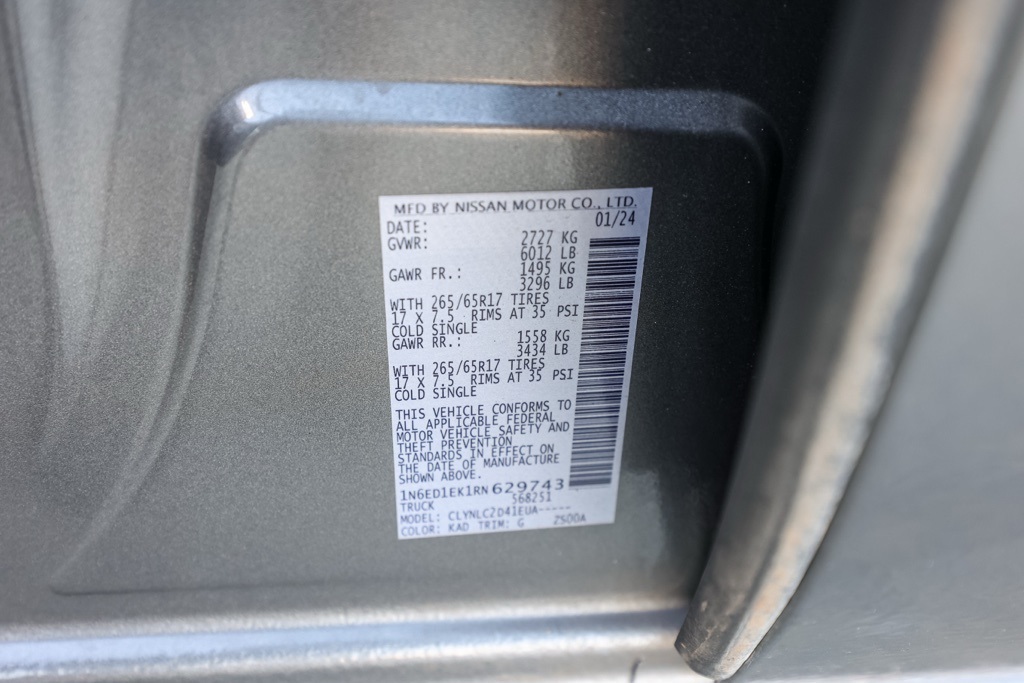 MFD BY NISSAN MOTOR CO., LTD.
DATE: 01/24
GVWR: 2727 KG
6012 LB
GAWR FR.: 1495 KG
3296 LB
WITH 265/65R17 TIRES
17 X 7.5 RIMS AT 35 PSI
COLD SINGLE
GAWR RR.: 1558 KG
3434 LB
WITH 265/65R17 TIRES
17 X 7.5 RIMS AT 35 PSI
COLD SINGLE
THIS VEHICLE CONFORMS TO
ALL APPLICABLE FEDERAL
MOTOR VEHICLE SAFETY AND
THEFT PREVENTION
STANDARDS IN EFFECT ON
THE DATE OF MANUFACTURE
SHOWN ABOVE.
1N6ED1EK1RN629743
TRUCK 568251
MODEL: CLYNLC2D41EUA-----
COLOR: KAD TRIM: G ZS00A